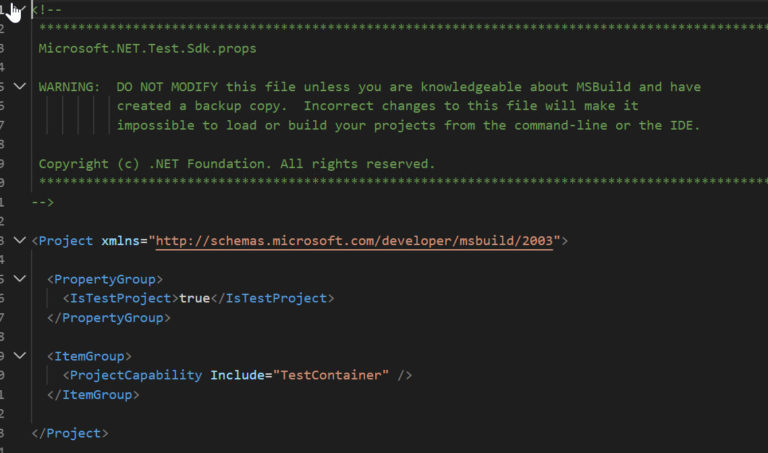 1 <!--
2 ********************************************************************************************
3 Microsoft.NET.Test.Sdk.props
4
5 WARNING:  DO NOT MODIFY this file unless you are knowledgeable about MSBuild and have
6 created a backup copy.  Incorrect changes to this file will make it
7 impossible to load or build your projects from the command-line or the IDE.
8
9 Copyright (c) .NET Foundation. All rights reserved.
0 ********************************************************************************************
1 -->
2
3 <Project xmlns="http://schemas.microsoft.com/developer/msbuild/2003">
4
5 <PropertyGroup>
6 <IsTestProject>true</IsTestProject>
7 </PropertyGroup>
8
9 <ItemGroup>
0 <ProjectCapability Include="TestContainer" />
1 </ItemGroup>
2
3 </Project>
4